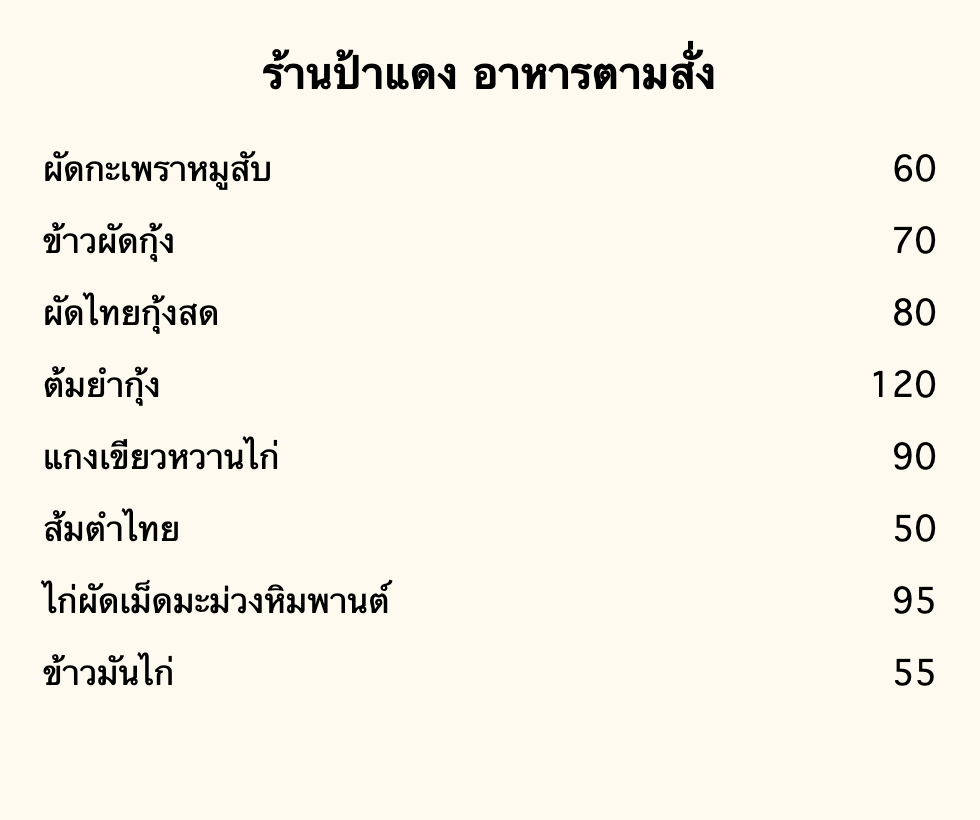 ร้านป้าแดง อาหารตามสั่ง
ผัดกะเพราหมูสับ 60
ข้าวผัดกุ้ง 70
ผัดไทยกุ้งสด 80
ต้มยำกุ้ง 120
แกงเขียวหวานไก่ 90
ส้มตำไทย 50
ไก่ผัดเม็ดมะม่วงหิมพานต์ 95
ข้าวมันไก่ 55